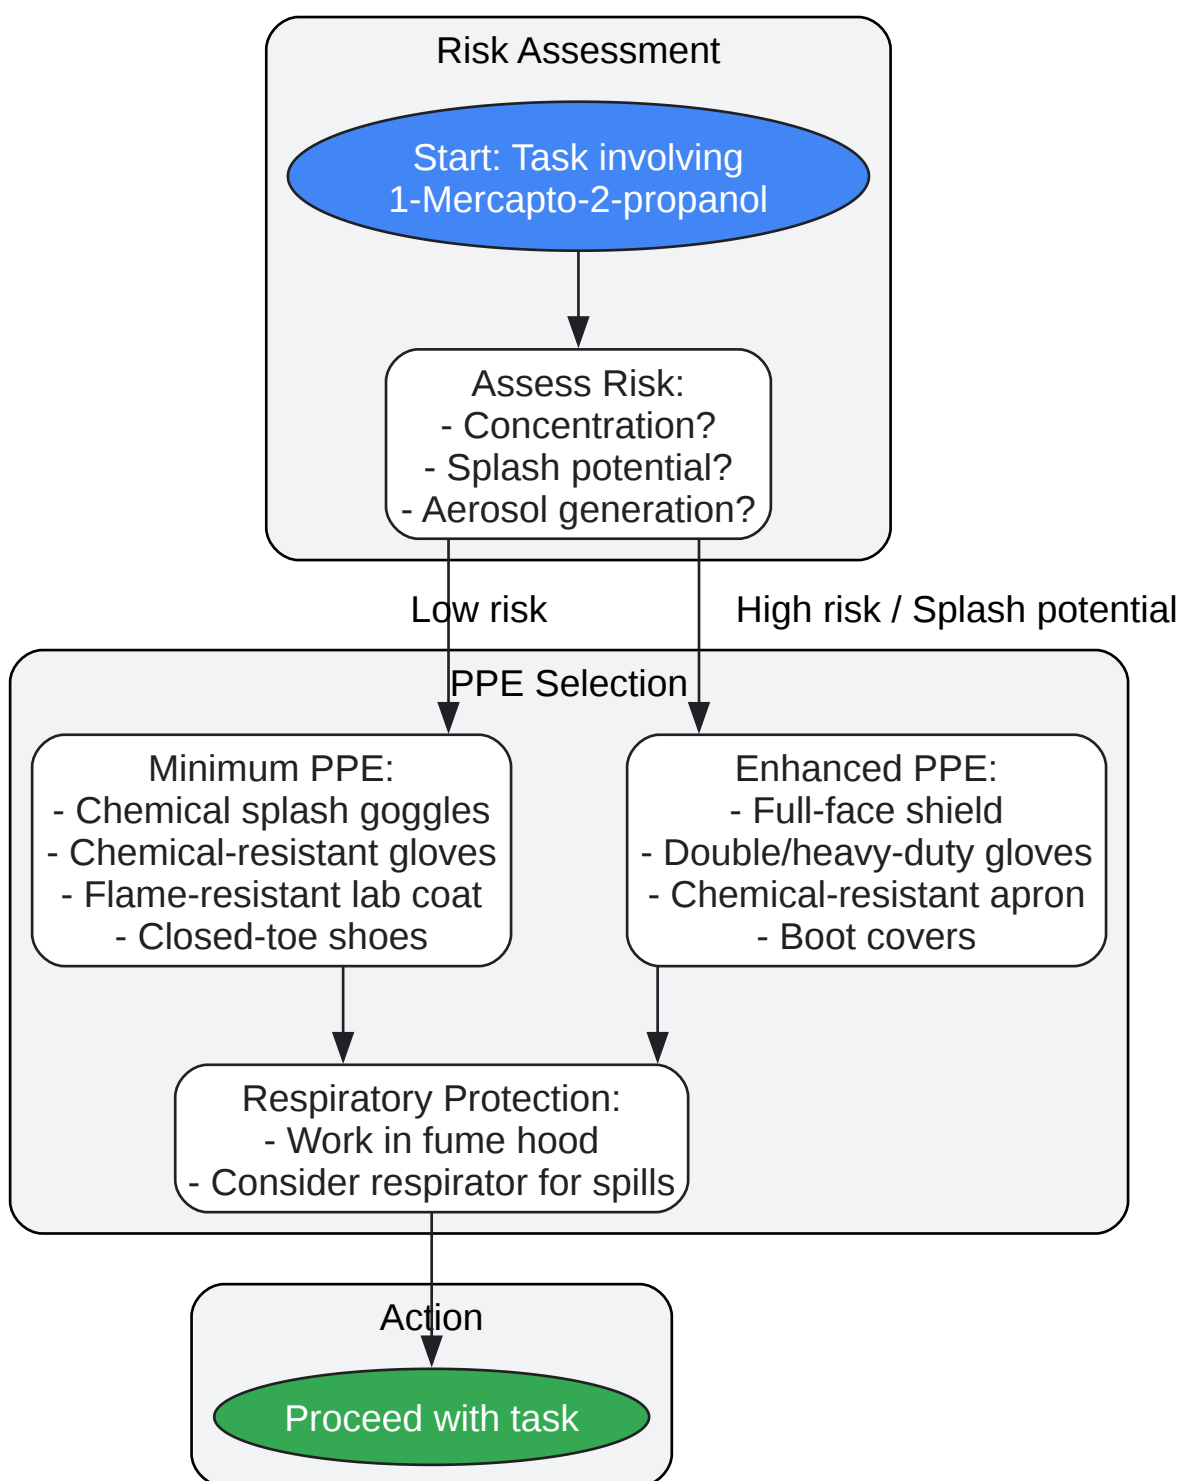 Risk Assessment
Start: Task involving
1-Mercapto-2-propanol
Assess Risk:
- Concentration?
- Splash potential?
- Aerosol generation?
Low risk
High risk / Splash potential
PPE Selection
Minimum PPE:
- Chemical splash goggles
- Chemical-resistant gloves
- Flame-resistant lab coat
- Closed-toe shoes
Enhanced PPE:
- Full-face shield
- Double/heavy-duty gloves
- Chemical-resistant apron
- Boot covers
Respiratory Protection:
- Work in fume hood
- Consider respirator for spills
Action
Proceed with task